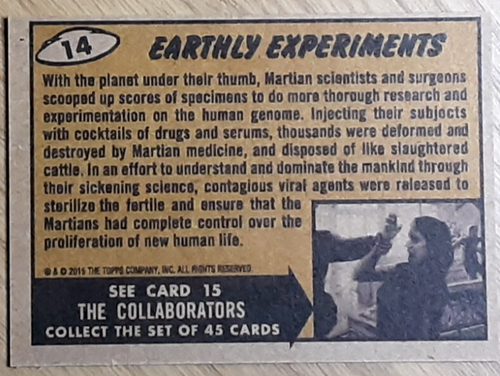 14
EARTHLY EXPERIMENTS
With the planet under their thumb, Martian scientists and surgeons
scooped up scores of specimens to do more thorough research and
experimentation on the human genome. Injecting their subjects
with cocktails of drugs and serums, thousands were deformed and
destroyed by Martian medicine, and disposed of like slaughtered
cattle. In an effort to understand and dominate the mankind through
their sickening science, contagious viral agents were released to
sterilize the fertile and ensure that the
Martians had complete control over the
proliferation of new human life.
® & © 2015 THE TOPPS COMPANY, INC. ALL RIGHTS RESERVED.
SEE CARD 15
THE COLLABORATORS
COLLECT THE SET OF 45 CARDS